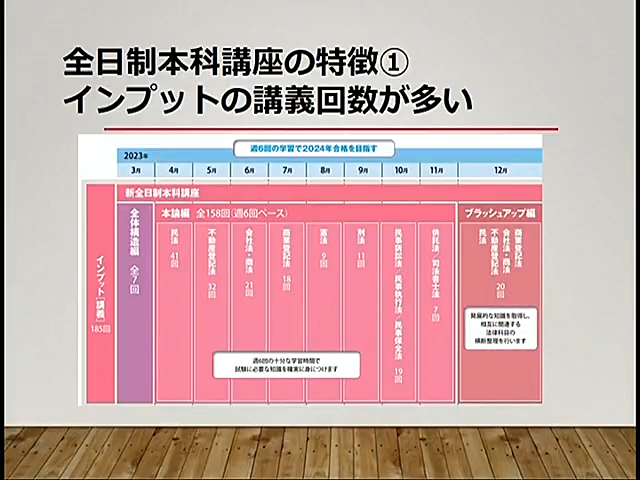 全日制本科講座の特徴①
インプットの講義回数が多い
週6回の学習で2024年合格を目指す
2023年
3月 4月 5月 6月 7月 8月 9月 10月 11月 12月
新全日制本科講座
インプット[講義]
185回
全体構造編 全7回
本論編 全158回(週6回ペース)
民法 41回
不動産登記法 32回
会社法・商法 21回
商業登記法 18回
憲法 9回
刑法 11回
民事訴訟法/民事執行法/民事保全法 19回
供託法/司法書士法 7回
週6回の十分な学習時間で
試験に必要な知識を確実に身につけます
ブラッシュアップ編
商業登記法
会社法・商法
不動産登記法
民法
20回
発展的な知識を取得し、
相互に関連する
法律科目の
横断整理を行います